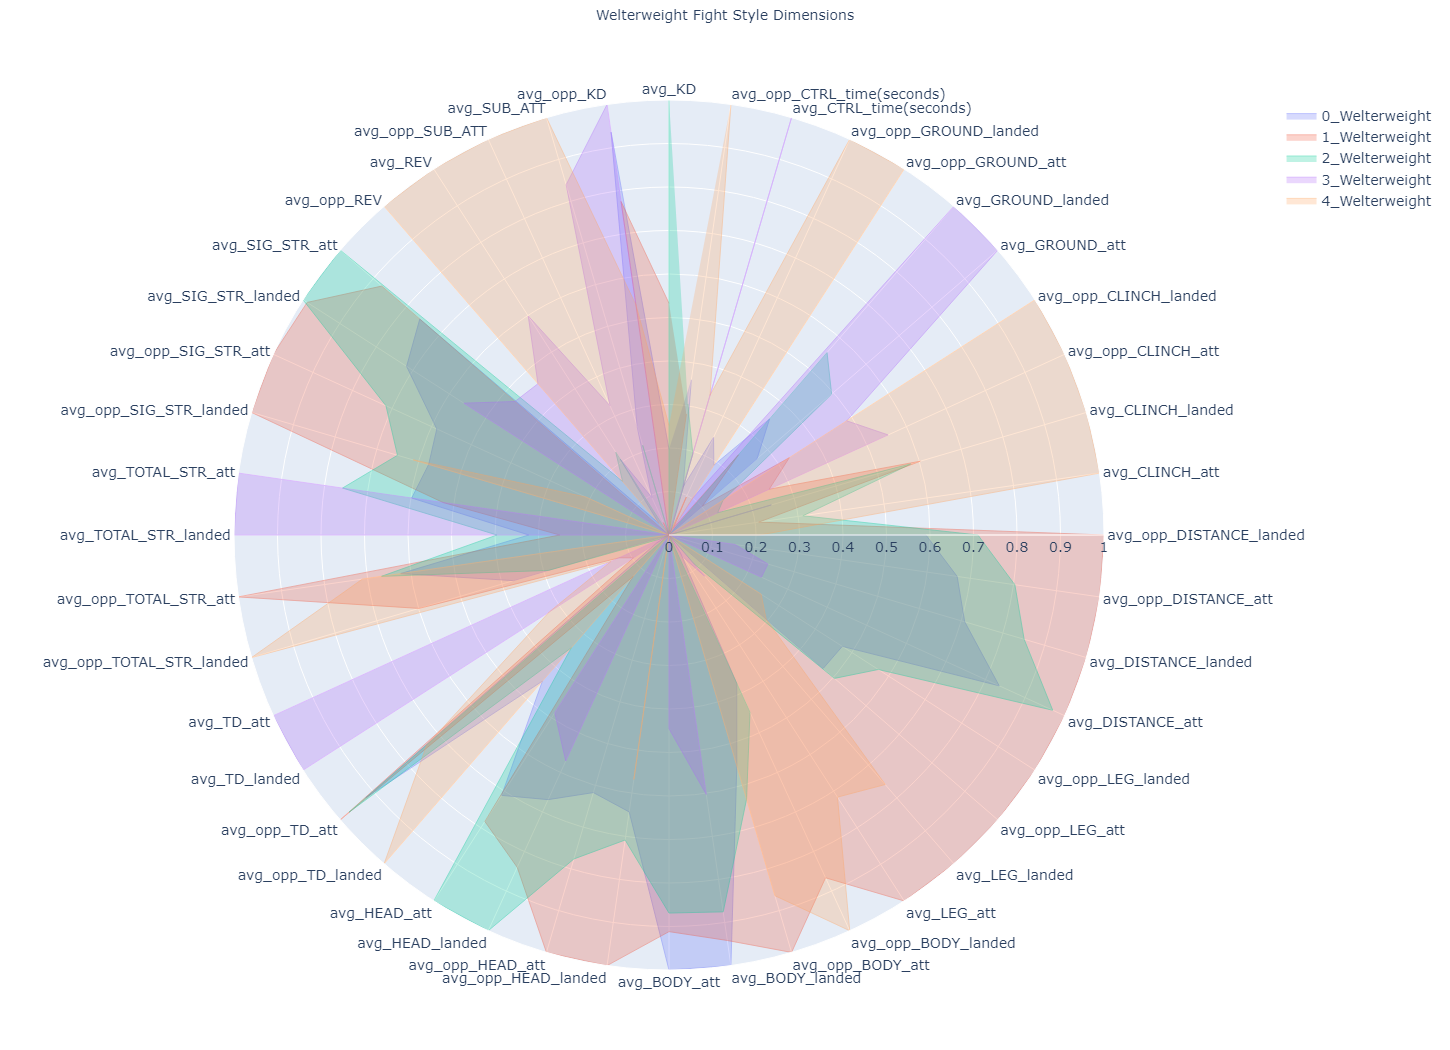 Welterweight Fight Style Dimensions
avg_KD
avg_opp_KD
avg_opp_CTRL_time(seconds)
avg_SUB_ATT
avg_CTRL_time(seconds)
avg_opp_SUB_ATT
avg_opp_GROUND_landed
avg_REV
avg_opp_GROUND_att
avg_opp_REV
avg_GROUND_landed
avg_SIG_STR_att
avg_GROUND_att
avg_SIG_STR_landed
avg_opp_CLINCH_landed
avg_opp_SIG_STR_att
avg_opp_CLINCH_att
avg_opp_SIG_STR_landed
avg_CLINCH_landed
avg_TOTAL_STR_att
avg_CLINCH_att
avg_TOTAL_STR_landed
avg_opp_DISTANCE_landed
0 0.1 0.2 0.3 0.4 0.5 0.6 0.7 0.8 0.9 1
avg_opp_TOTAL_STR_att
avg_opp_DISTANCE_att
avg_opp_TOTAL_STR_landed
avg_DISTANCE_landed
avg_TD_att
avg_DISTANCE_att
avg_TD_landed
avg_opp_LEG_landed
avg_opp_TD_att
avg_opp_LEG_att
avg_opp_TD_landed
avg_LEG_landed
avg_HEAD_att
avg_LEG_att
avg_HEAD_landed
avg_opp_BODY_landed
avg_opp_HEAD_att
avg_opp_BODY_att
avg_opp_HEAD_landed
avg_BODY_landed
avg_BODY_att
0_Welterweight
1_Welterweight
2_Welterweight
3_Welterweight
4_Welterweight